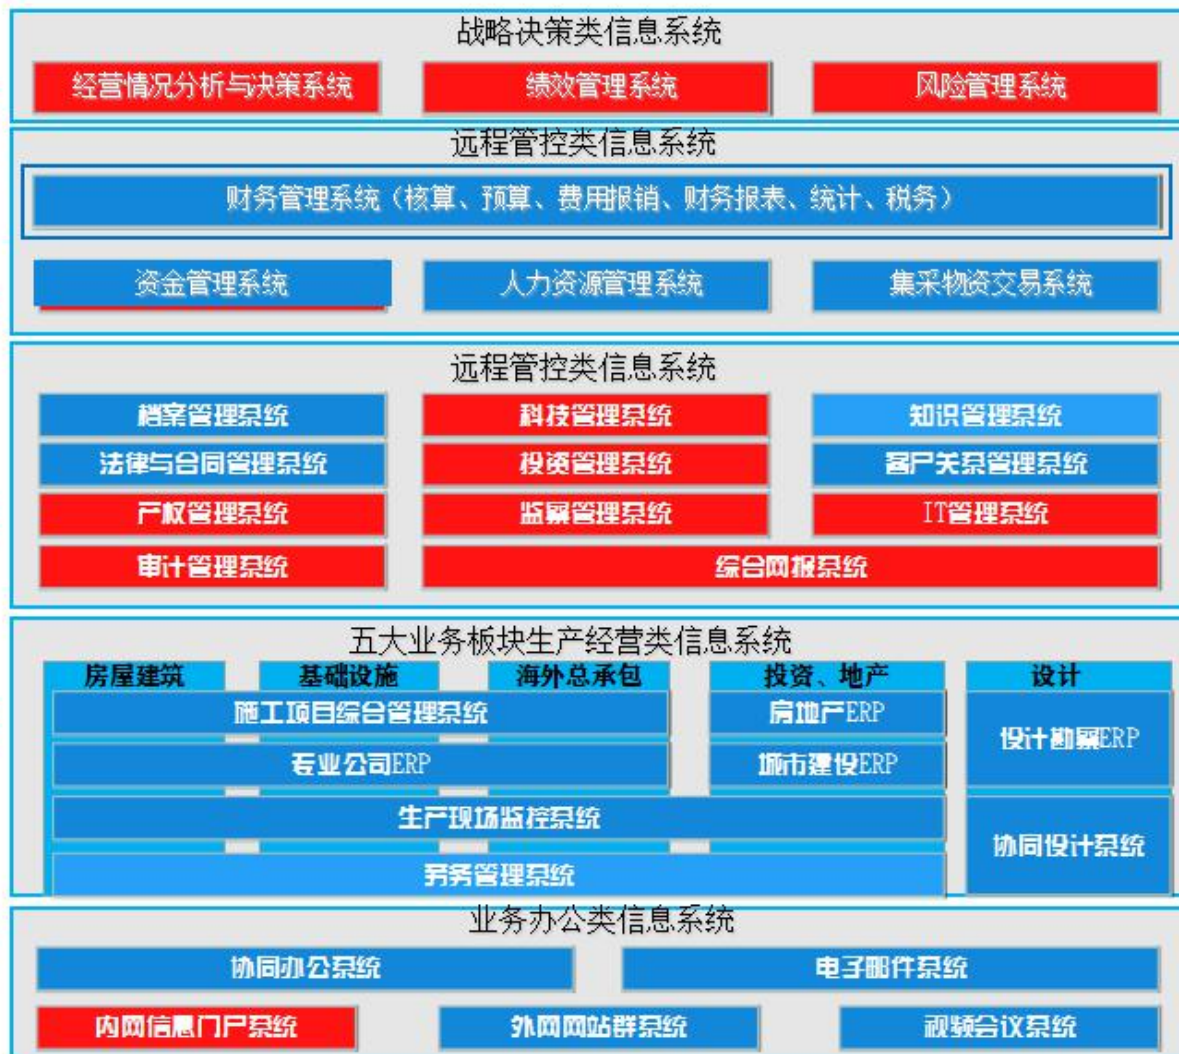 战略决策类信息系统
经营情况分析与决策系统 绩效管理系统 风险管理系统
远程管控类信息系统
财务管理系统（核算、预算、费用报销、财务报表、统计、税务）
资金管理系统 人力资源管理系统 集采物资交易系统
远程管控类信息系统
档案管理系统 科技管理系统 知识管理系统
法律与合同管理系统 投资管理系统 客户关系管理系统
产权管理系统 监察管理系统 IT管理系统
审计管理系统 综合网报系统
五大业务板块生产经营类信息系统
房屋建筑 基础设施 海外总承包 投资、地产 设计
施工项目综合管理系统 房地产ERP
设计勘察ERP
专业公司ERP 城市建设ERP
生产现场监控系统
协同设计系统
劳务管理系统
业务办公类信息系统
协同办公系统 电子邮件系统
内网信息门户系统 外网网站群系统 视频会议系统